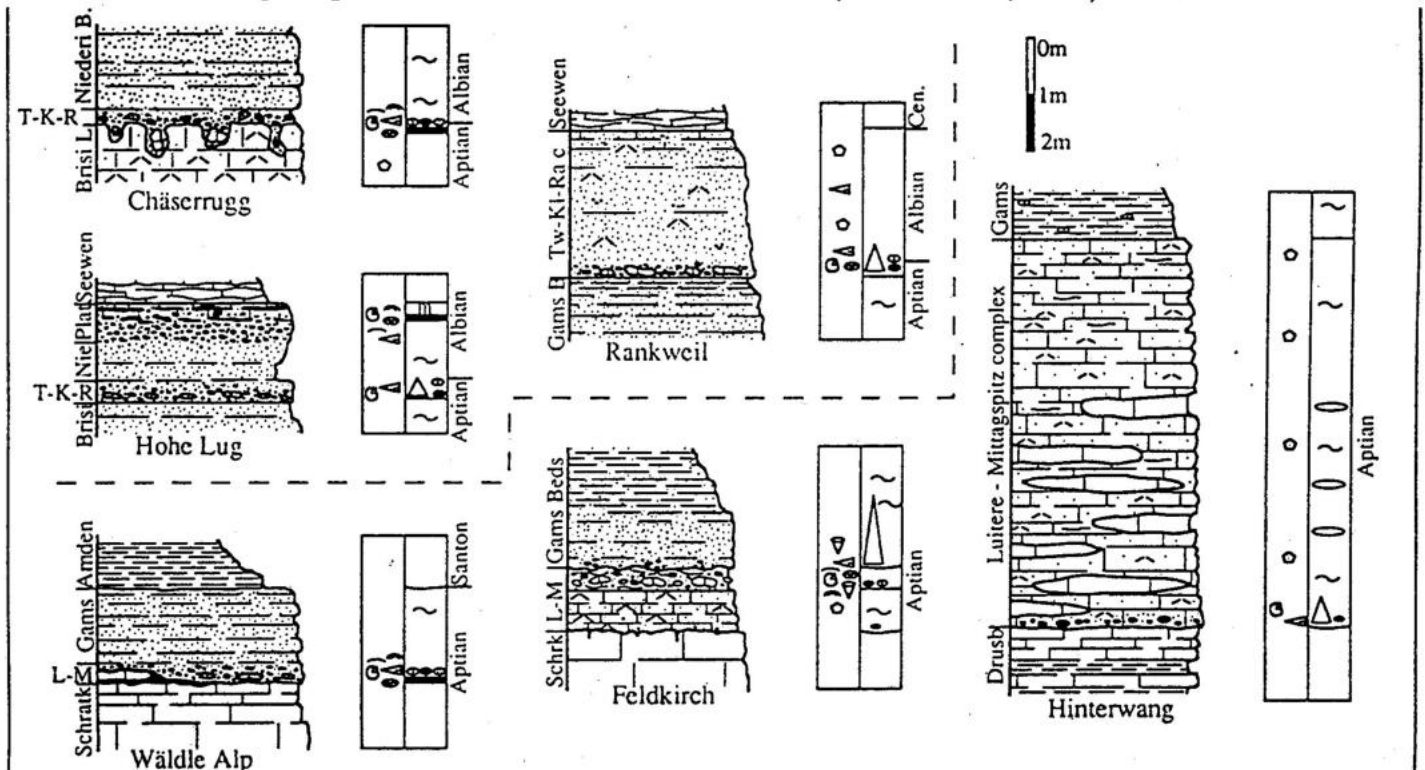 Niederi B.
T-K-R
Brisi L
Albian
Aptian
Chäserrugg
Seewen
Plat
Nie
T-K-R
Brisi
Albian
Aptian
Hohe Lug
Amden
Gams
L-M
Schratk
Santon
Aptian
Wäldle Alp
Seewen
Tw-Kl-Ra c
Gams B
Cen.
Albian
Aptian
Rankweil
Gams Beds
L-M
Schrk
Aptian
Feldkirch
0m
1m
2m
Gams
Luitere - Mittagspitz complex
Drusb
Aptian
Hinterwang